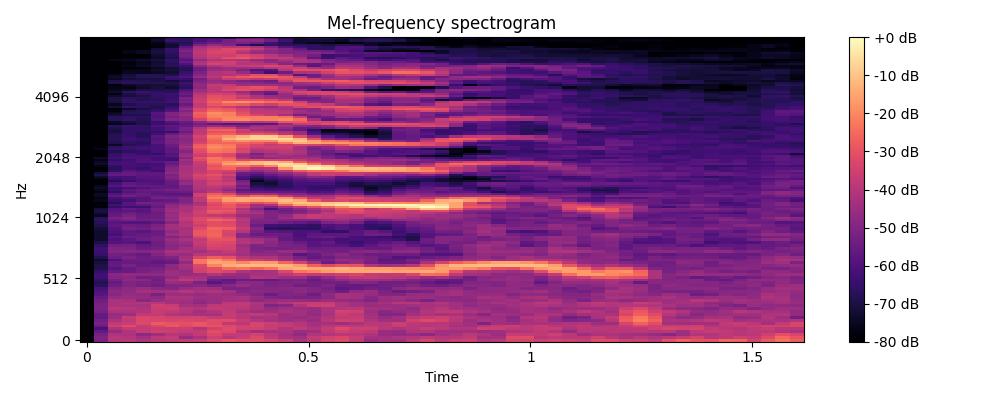 Mel-frequency spectrogram
Hz
4096
2048
1024
512
0
0
0.5
1
1.5
Time
+0 dB
-10 dB
-20 dB
-30 dB
-40 dB
-50 dB
-60 dB
-70 dB
-80 dB